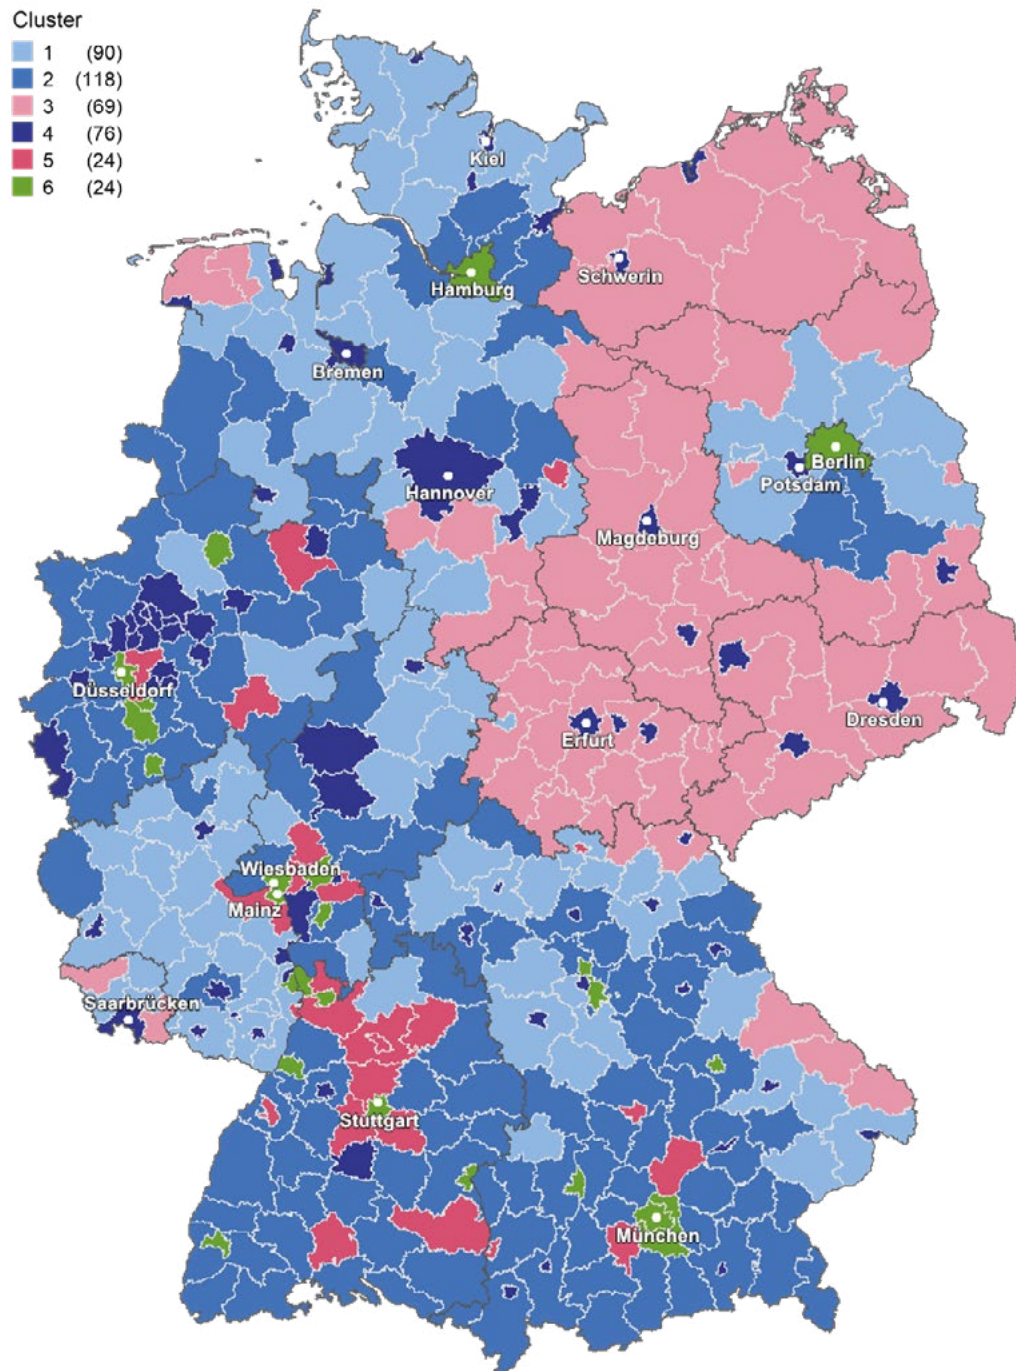 Cluster
1 (90)
2 (118)
3 (69)
4 (76)
5 (24)
6 (24)
Kiel
Hamburg
Schwerin
Bremen
Hannover
Berlin
Potsdam
Magdeburg
Düsseldorf
Erfurt
Dresden
Wiesbaden
Mainz
Saarbrücken
Stuttgart
München